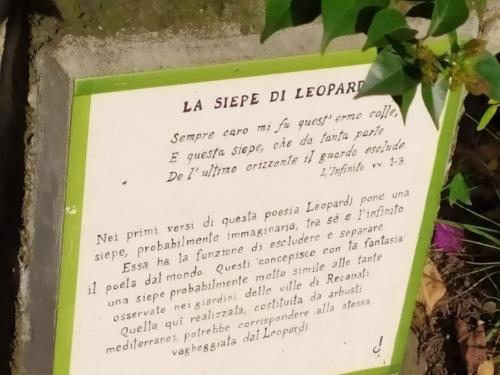 LA SIEPE DI LEOPARD
Sempre caro mi fu quest' ermo colle,
E questa siepe, che da tanta parte
De l'ultimo orizzonte il guardo esclude
L'Infinito vv. 1-3
Nei primi versi di questa poesia Leopardi pone una
siepe, probabilmente immaginaria, tra sé e l'infinito
Essa ha la funzione di escludere e separare
il poeta dal mondo. Questi concepisce con la fantasia
una siepe probabilmente molto simile alle tante
osservate nei giardini delle ville di Recanati
Quella qui realizzata, costituita da arbusti
mediterranei, potrebbe corrispondere alla stessa
vagheggiata dal Leopardi